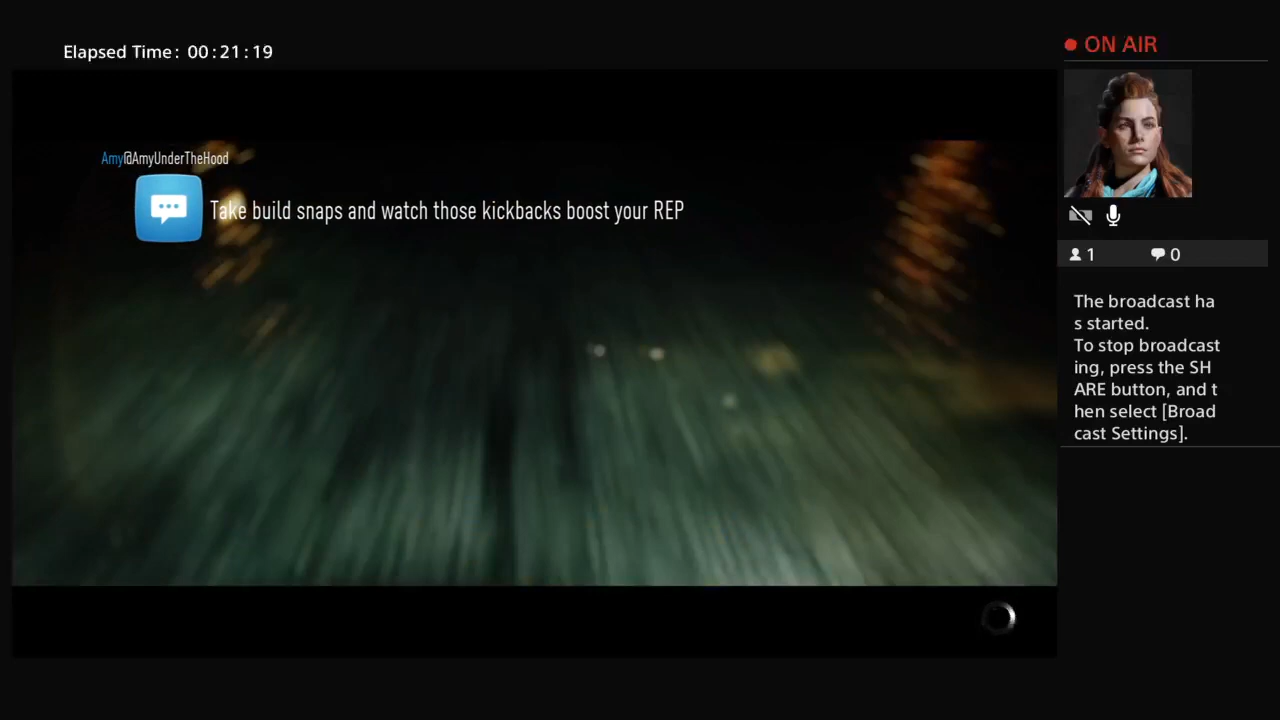 Elapsed Time: 00:21:19
ON AIR
Amy@AmyUnderTheHood
Take build snaps and watch those kickbacks boost your REP
1
0
The broadcast ha
s started.
To stop broadcast
ing, press the SH
ARE button, and t
hen select [Broad
cast Settings].